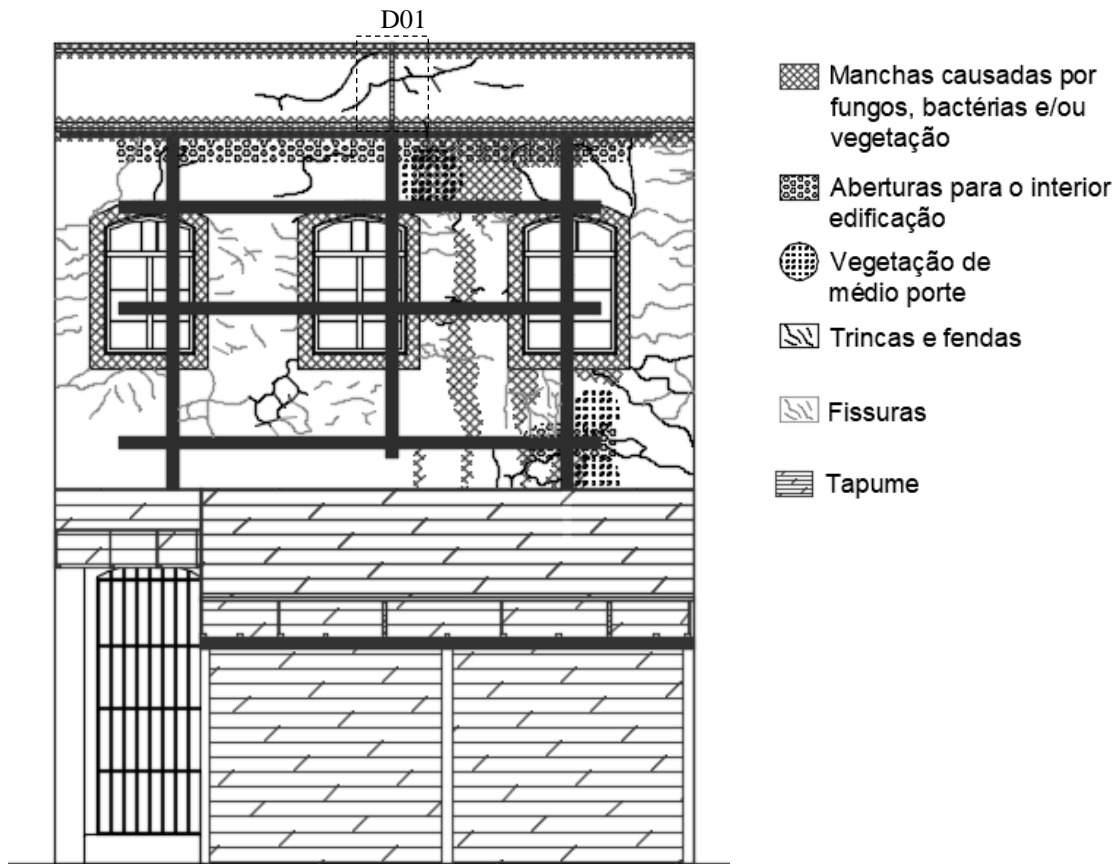 D01
Manchas causadas por
fungos, bactérias e/ou
vegetação
Aberturas para o interior
edificação
Vegetação de
médio porte
Trincas e fendas
Fissuras
Tapume